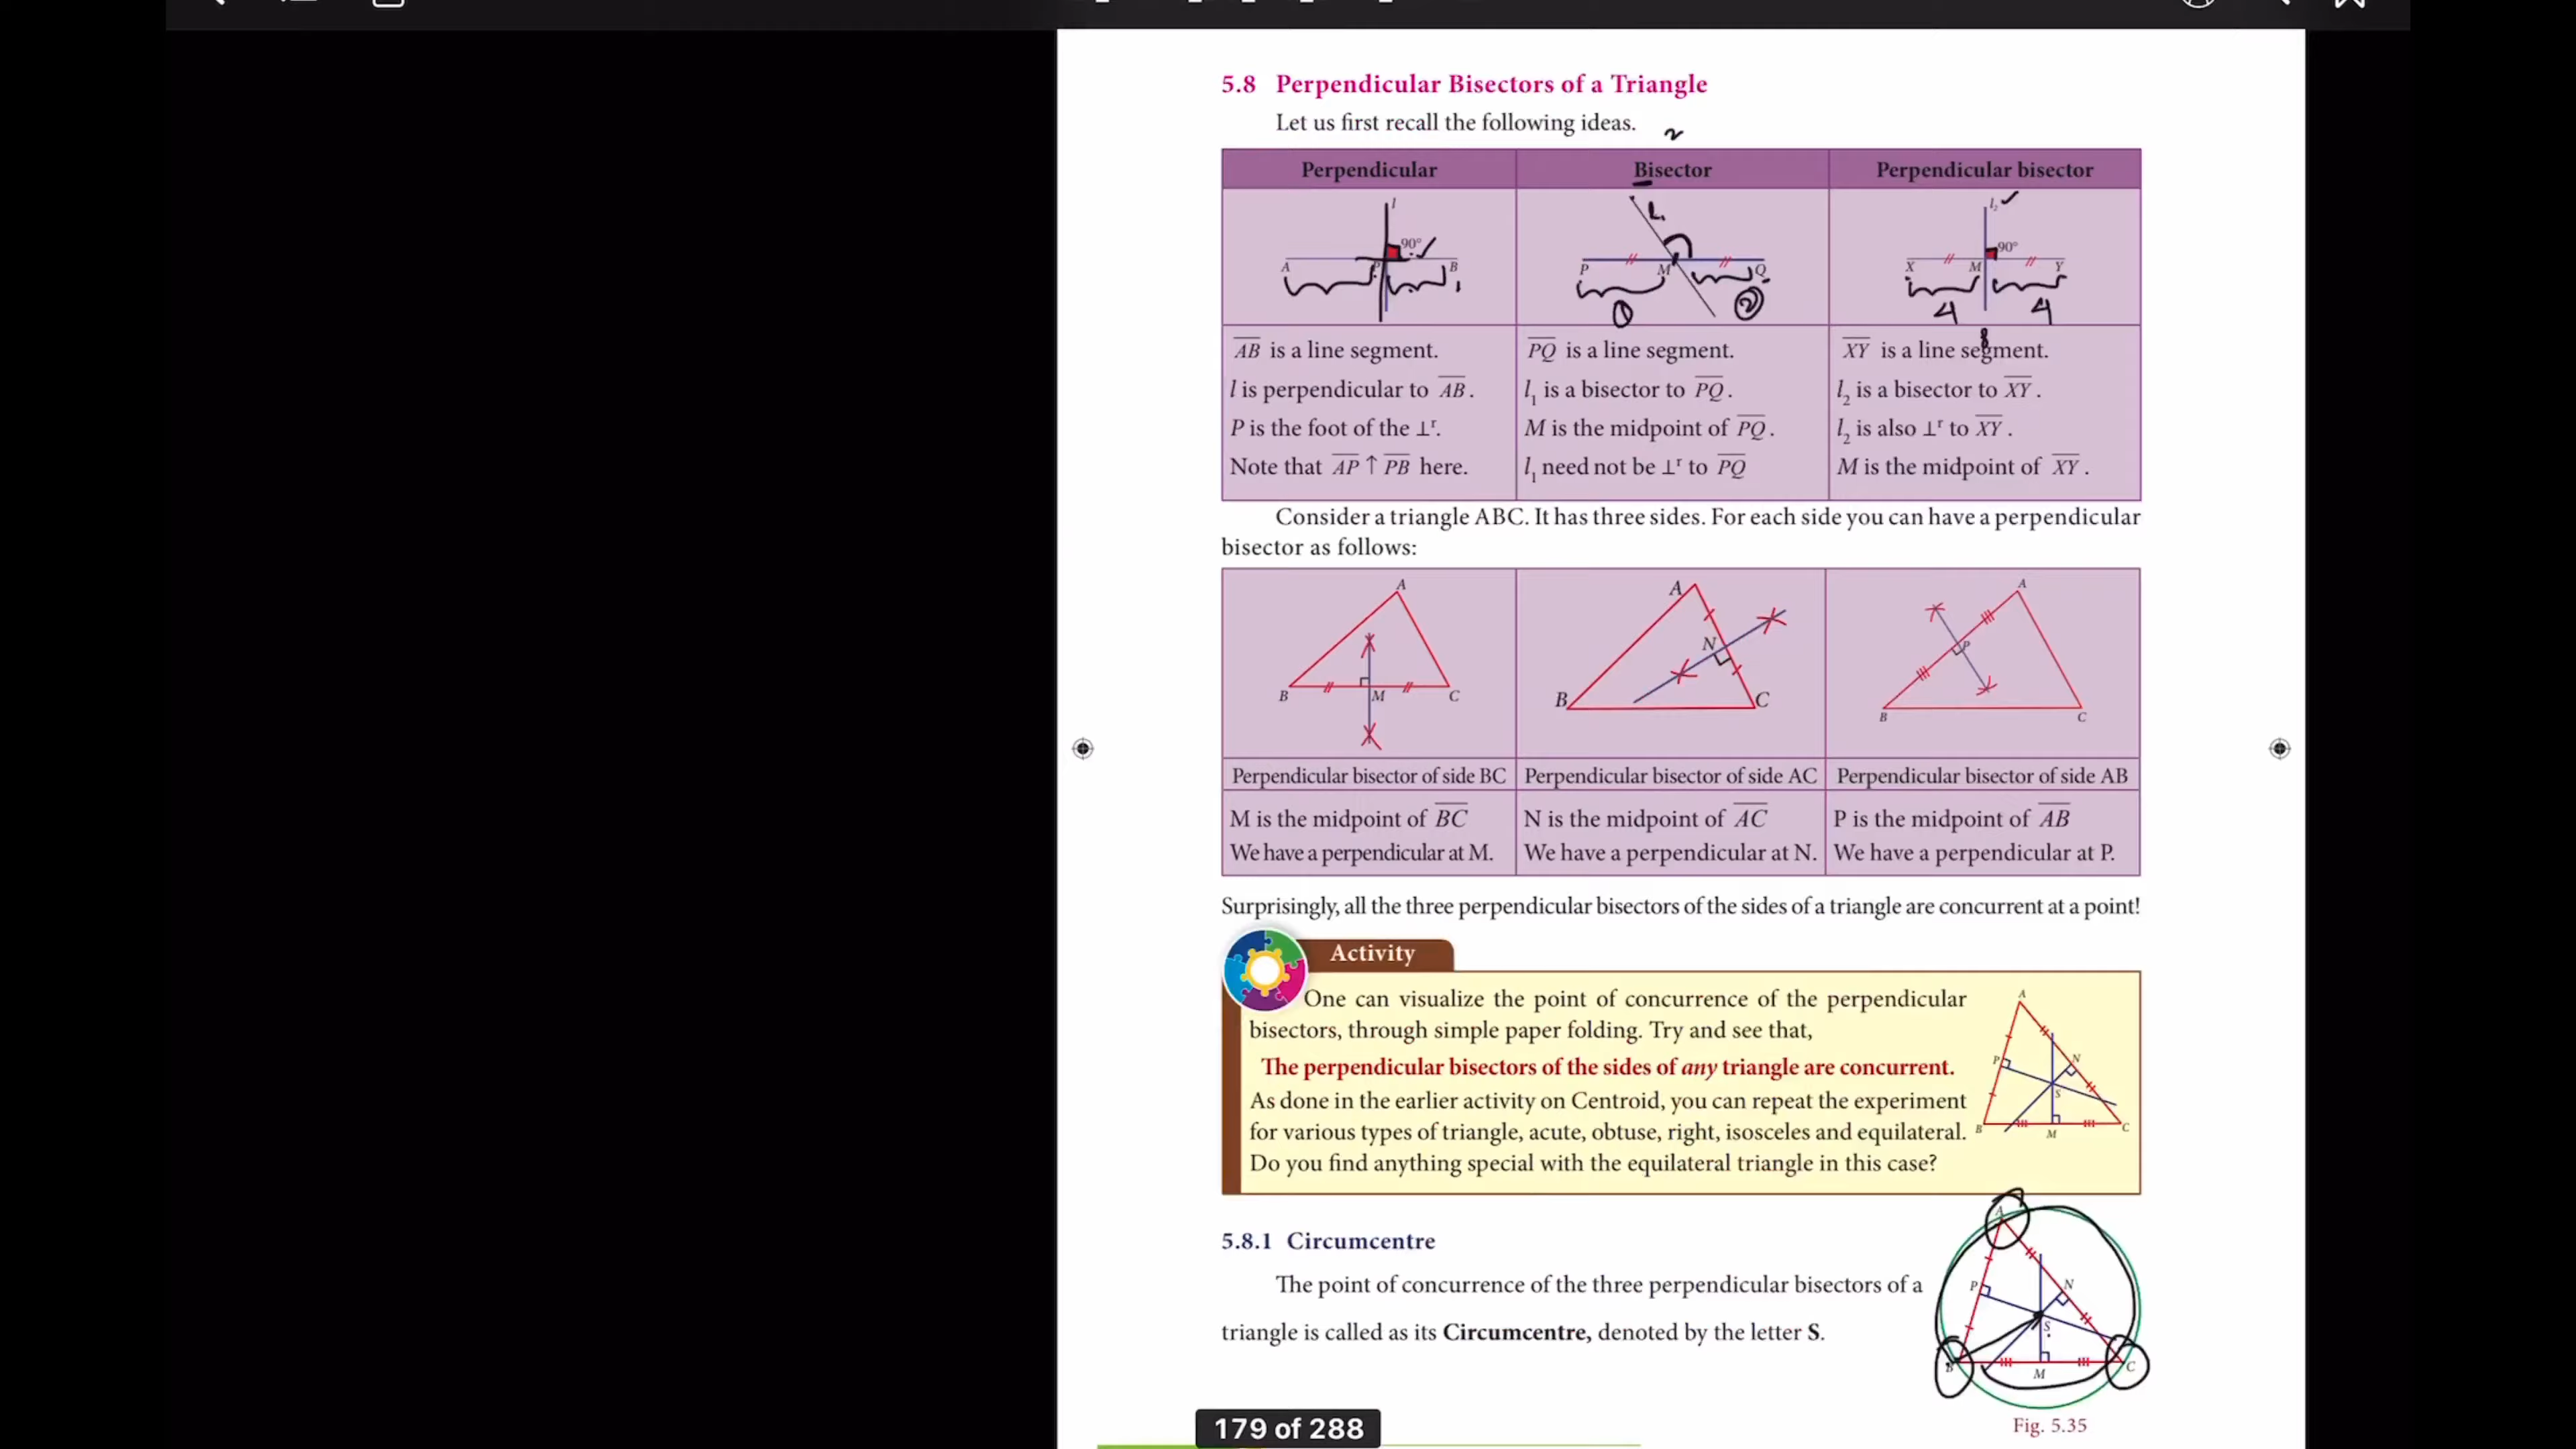 5.8 Perpendicular Bisectors of a Triangle
Let us first recall the following ideas.
2
Perpendicular Bisector Perpendicular bisector
l
90°
A P B
L1
P M Q
1 2
l2
90°
X M Y
4 4
8
AB is a line segment.
l is perpendicular to AB.
P is the foot of the ⊥r.
Note that AP ↑ PB here.
PQ is a line segment.
l1 is a bisector to PQ.
M is the midpoint of PQ.
l1 need not be ⊥r to PQ
XY is a line segment.
l2 is a bisector to XY.
l2 is also ⊥r to XY.
M is the midpoint of XY.
Consider a triangle ABC. It has three sides. For each side you can have a perpendicular
bisector as follows:
A
B M C
A
N
B C
A
P
B C
Perpendicular bisector of side BC Perpendicular bisector of side AC Perpendicular bisector of side AB
M is the midpoint of BC
We have a perpendicular at M.
N is the midpoint of AC
We have a perpendicular at N.
P is the midpoint of AB
We have a perpendicular at P.
Surprisingly, all the three perpendicular bisectors of the sides of a triangle are concurrent at a point!
Activity
One can visualize the point of concurrence of the perpendicular
bisectors, through simple paper folding. Try and see that,
The perpendicular bisectors of the sides of any triangle are concurrent.
As done in the earlier activity on Centroid, you can repeat the experiment
for various types of triangle, acute, obtuse, right, isosceles and equilateral.
Do you find anything special with the equilateral triangle in this case?
A
P N
S
B M C
5.8.1 Circumcentre
The point of concurrence of the three perpendicular bisectors of a
triangle is called as its Circumcentre, denoted by the letter S.
A
P N
S
B M C
Fig. 5.35
179 of 288